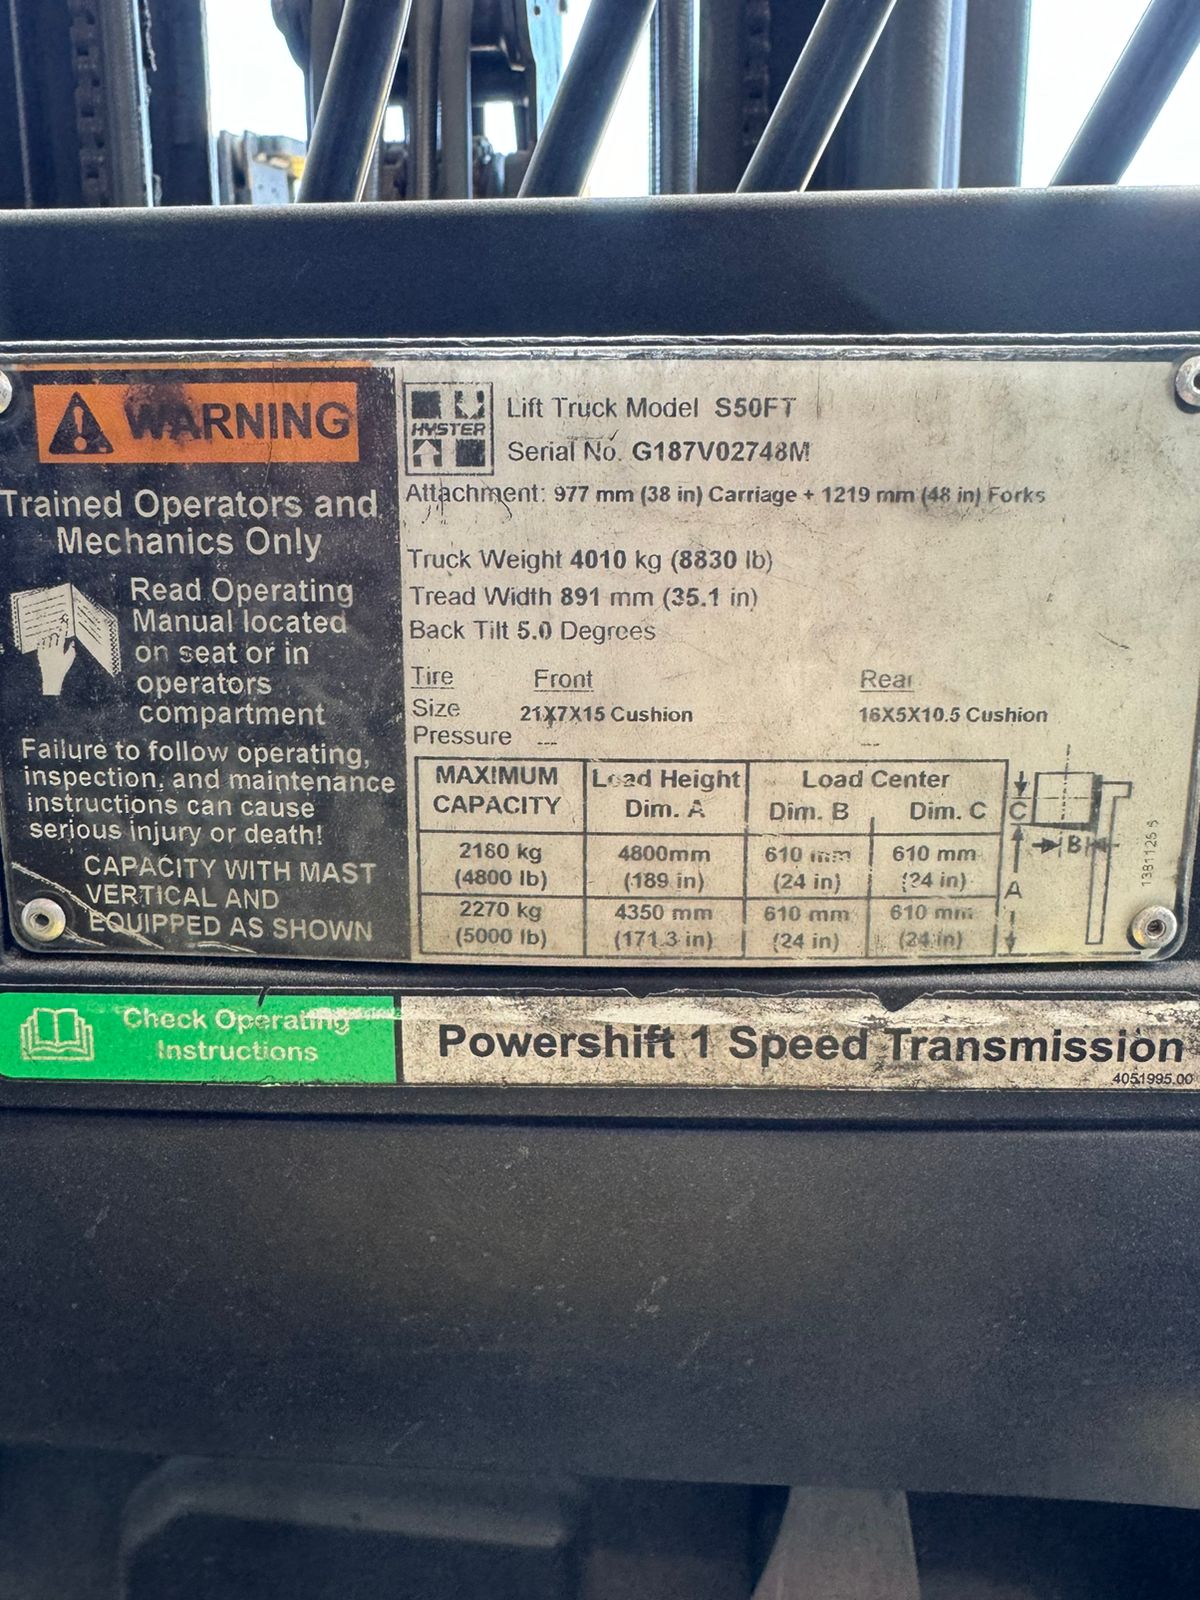 WARNING
Trained Operators and
Mechanics Only
Read Operating
Manual located
on seat or in
operators
compartment
Failure to follow operating,
inspection, and maintenance
instructions can cause
serious injury or death!
CAPACITY WITH MAST
VERTICAL AND
EQUIPPED AS SHOWN
HYSTER
Lift Truck Model S50FT
Serial No. G187V02748M
Attachment: 977 mm (38 in) Carriage + 1219 mm (48 in) Forks
Truck Weight 4010 kg (8830 lb)
Tread Width 891 mm (35.1 in)
Back Tilt 5.0 Degrees
Tire Front Rear
Size 21X7X15 Cushion 16X5X10.5 Cushion
Pressure --- ---
MAXIMUM CAPACITY Load Height Dim. A Load Center Dim. B Dim. C
2180 kg 4800mm 610 mm 610 mm
(4800 lb) (189 in) (24 in) (24 in)
2270 kg 4350 mm 610 mm 610 mm
(5000 lb) (171.3 in) (24 in) (24 in)
C
B
A
Check Operating
Instructions
Powershift 1 Speed Transmission
4051995.00